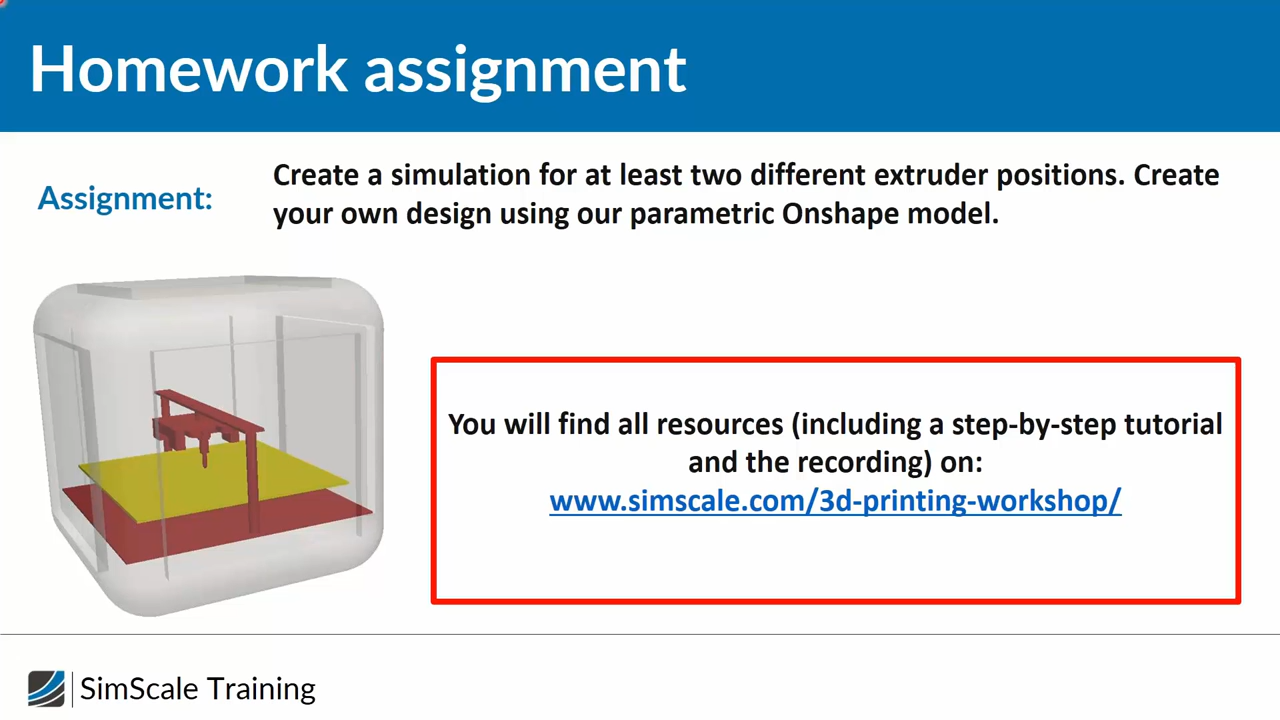 Homework assignment
Assignment:
Create a simulation for at least two different extruder positions. Create
your own design using our parametric Onshape model.
You will find all resources (including a step-by-step tutorial
and the recording) on:
www.simscale.com/3d-printing-workshop/
SimScale Training